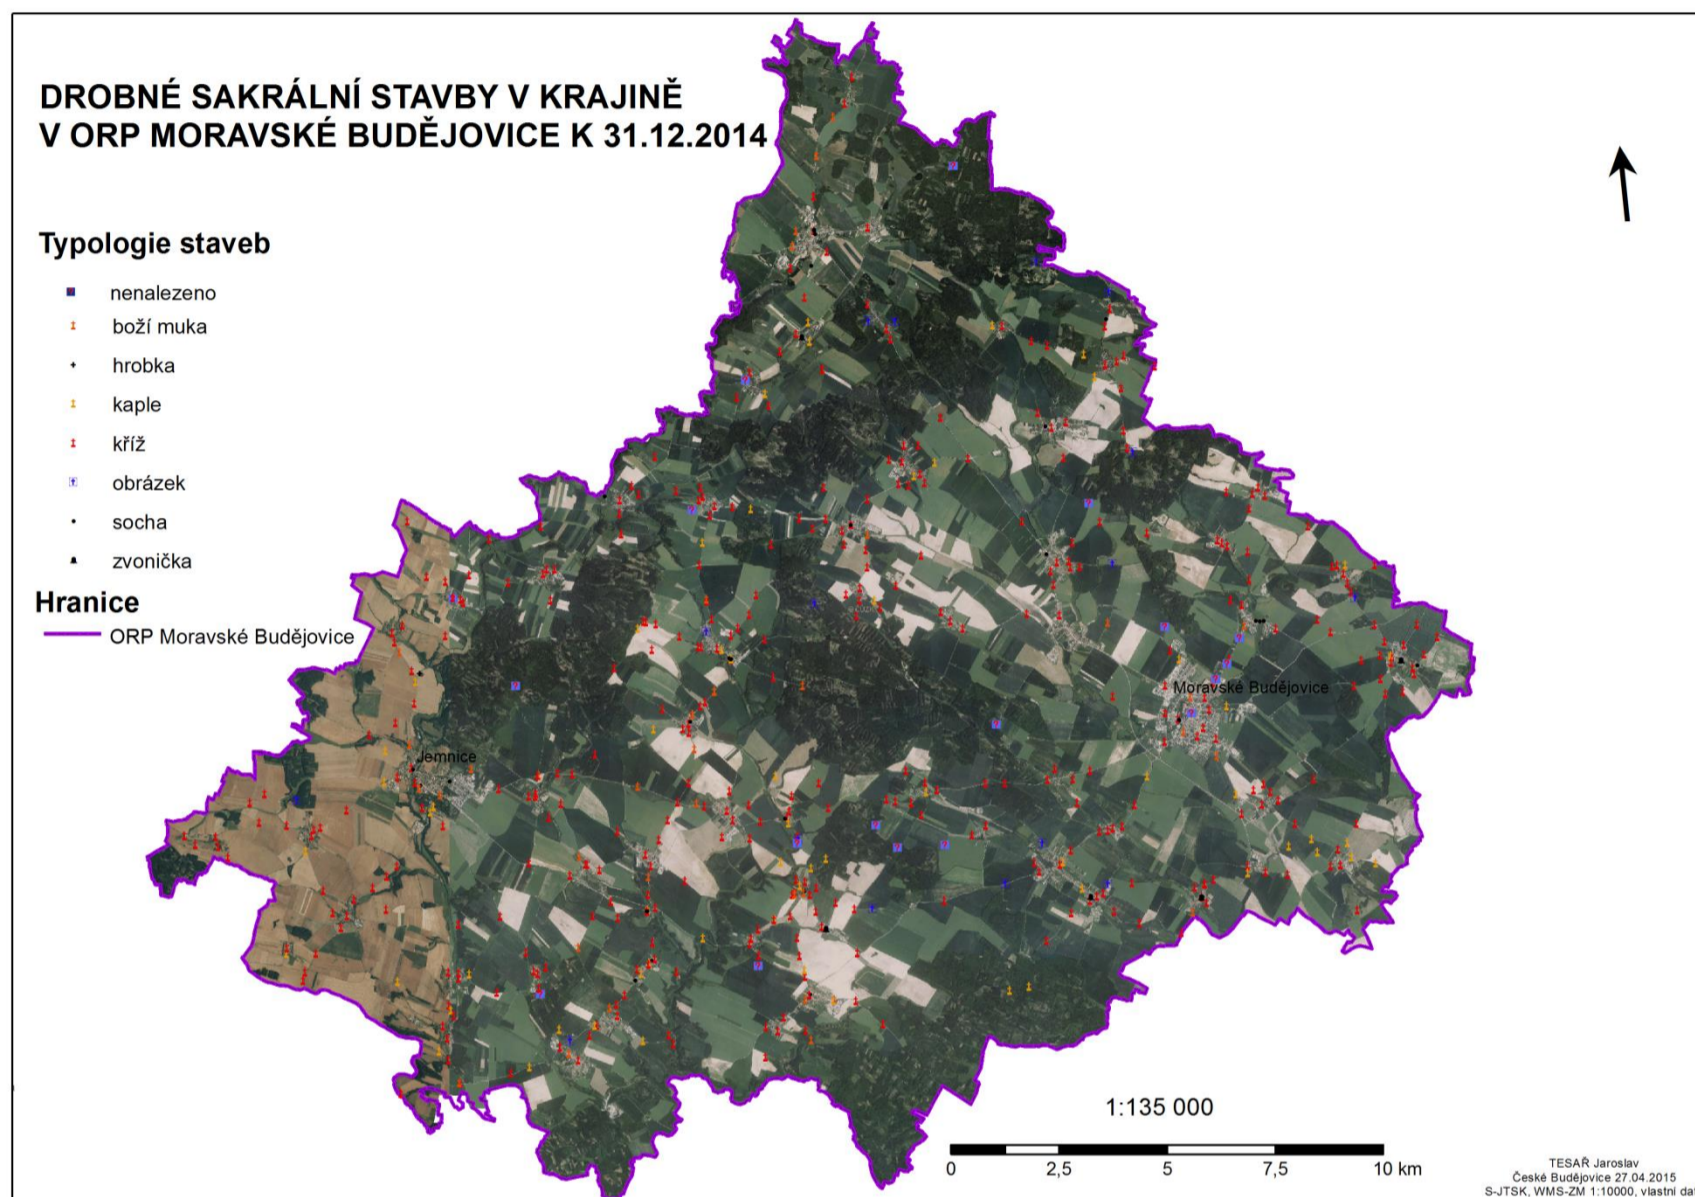 DROBNÉ SAKRÁLNÍ STAVBY V KRAJINĚ
V ORP MORAVSKÉ BUDĚJOVICE K 31.12.2014
Typologie staveb
nenalezeno
boží muka
hrobka
kaple
kříž
obrázek
socha
zvonička
Hranice
ORP Moravské Budějovice
Moravské Budějovice
Jemnice
1:135 000
0 2,5 5 7,5 10 km
TESAŘ Jaroslav
České Budějovice 27.04.2015
S-JTSK, WMS-ZM 1:10000, vlastní dat